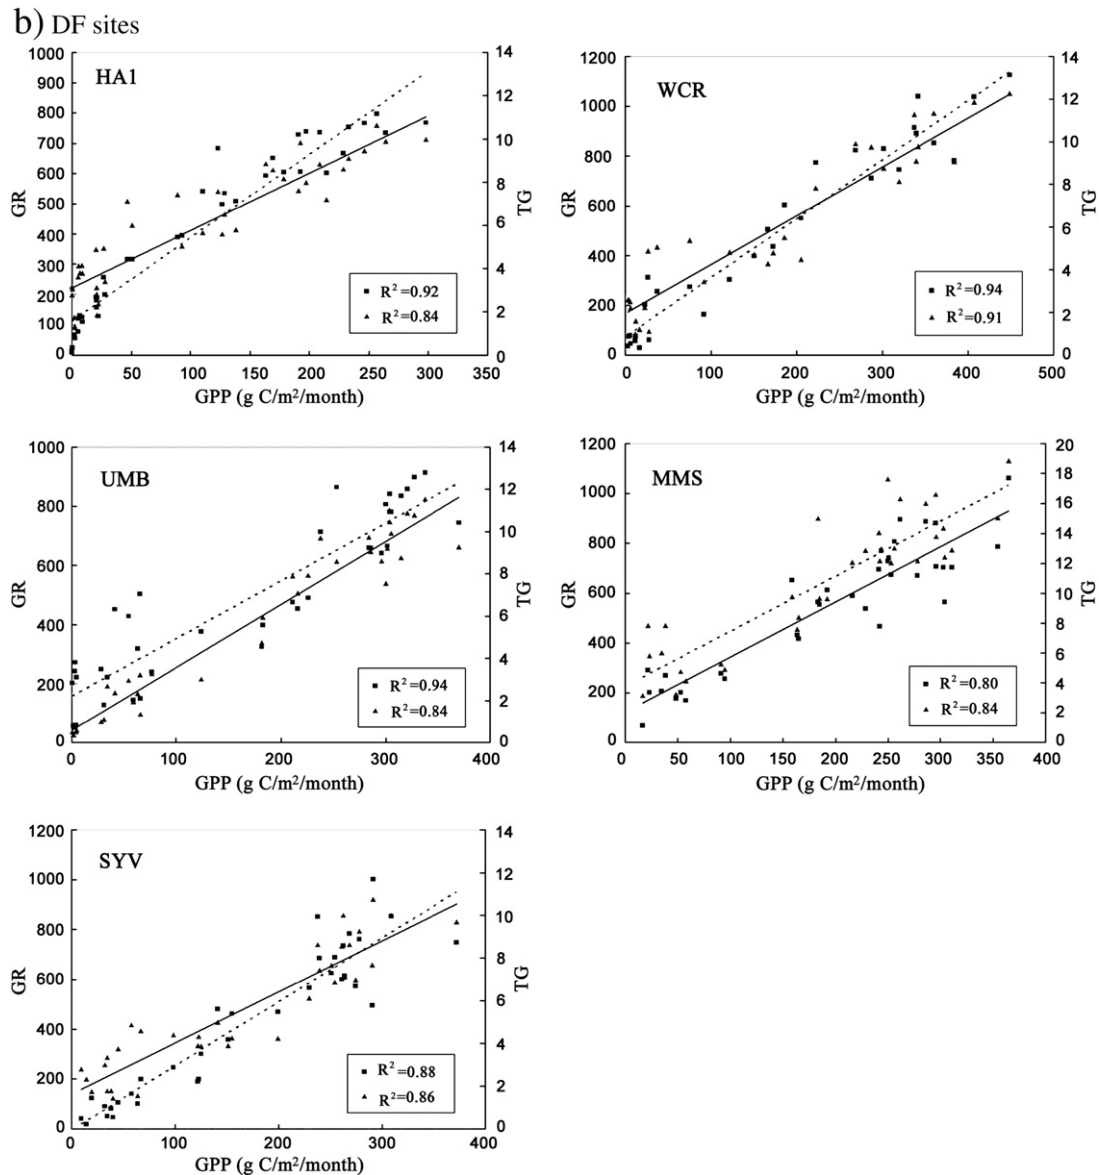 b) DF sites
HA1
1000
900
800
700
600
500
400
300
200
100
0
GR
14
12
10
8
6
4
2
0
TG
R²=0.92
R²=0.84
0 50 100 150 200 250 300 350
GPP (g C/m²/month)
WCR
1200
1000
800
600
400
200
0
GR
14
12
10
8
6
4
2
0
TG
R²=0.94
R²=0.91
0 100 200 300 400 500
GPP (g C/m²/month)
UMB
1000
800
600
400
200
0
GR
14
12
10
8
6
4
2
0
TG
R²=0.94
R²=0.84
0 100 200 300 400
GPP (g C/m²/month)
MMS
1200
1000
800
600
400
200
0
GR
20
18
16
14
12
10
8
6
4
2
0
TG
R²=0.80
R²=0.84
0 50 100 150 200 250 300 350 400
GPP (g C/m²/month)
SYV
1200
1000
800
600
400
200
0
GR
14
12
10
8
6
4
2
0
TG
R²=0.88
R²=0.86
0 100 200 300 400
GPP (g C/m²/month)